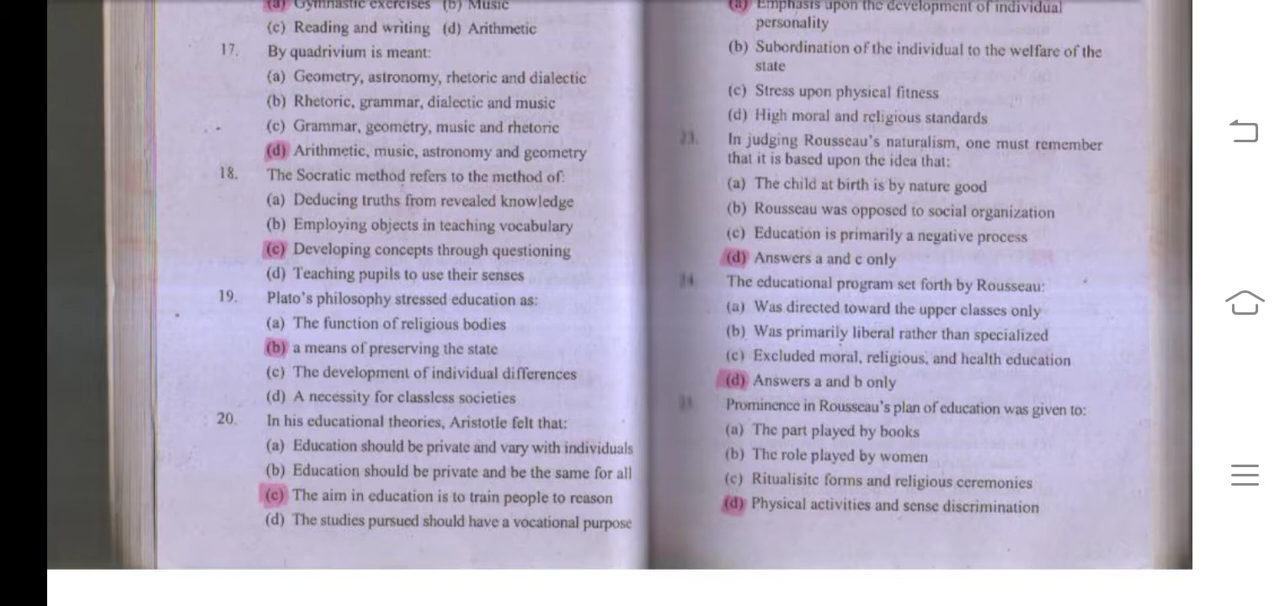 (a) Gymnastic exercises (b) Music
(c) Reading and writing (d) Arithmetic
17. By quadrivium is meant:
(a) Geometry, astronomy, rhetoric and dialectic
(b) Rhetoric, grammar, dialectic and music
(c) Grammar, geometry, music and rhetoric
(d) Arithmetic, music, astronomy and geometry
18. The Socratic method refers to the method of:
(a) Deducing truths from revealed knowledge
(b) Employing objects in teaching vocabulary
(c) Developing concepts through questioning
(d) Teaching pupils to use their senses
19. Plato's philosophy stressed education as:
(a) The function of religious bodies
(b) a means of preserving the state
(c) The development of individual differences
(d) A necessity for classless societies
20. In his educational theories, Aristotle felt that:
(a) Education should be private and vary with individuals
(b) Education should be private and be the same for all
(c) The aim in education is to train people to reason
(d) The studies pursued should have a vocational purpose
(a) Emphasis upon the development of individual
personality
(b) Subordination of the individual to the welfare of the
state
(c) Stress upon physical fitness
(d) High moral and religious standards
23. In judging Rousseau's naturalism, one must remember
that it is based upon the idea that:
(a) The child at birth is by nature good
(b) Rousseau was opposed to social organization
(c) Education is primarily a negative process
(d) Answers a and c only
24. The educational program set forth by Rousseau:
(a) Was directed toward the upper classes only
(b) Was primarily liberal rather than specialized
(c) Excluded moral, religious, and health education
(d) Answers a and b only
Prominence in Rousseau's plan of education was given to:
(a) The part played by books
(b) The role played by women
(c) Ritualisitc forms and religious ceremonies
(d) Physical activities and sense discrimination